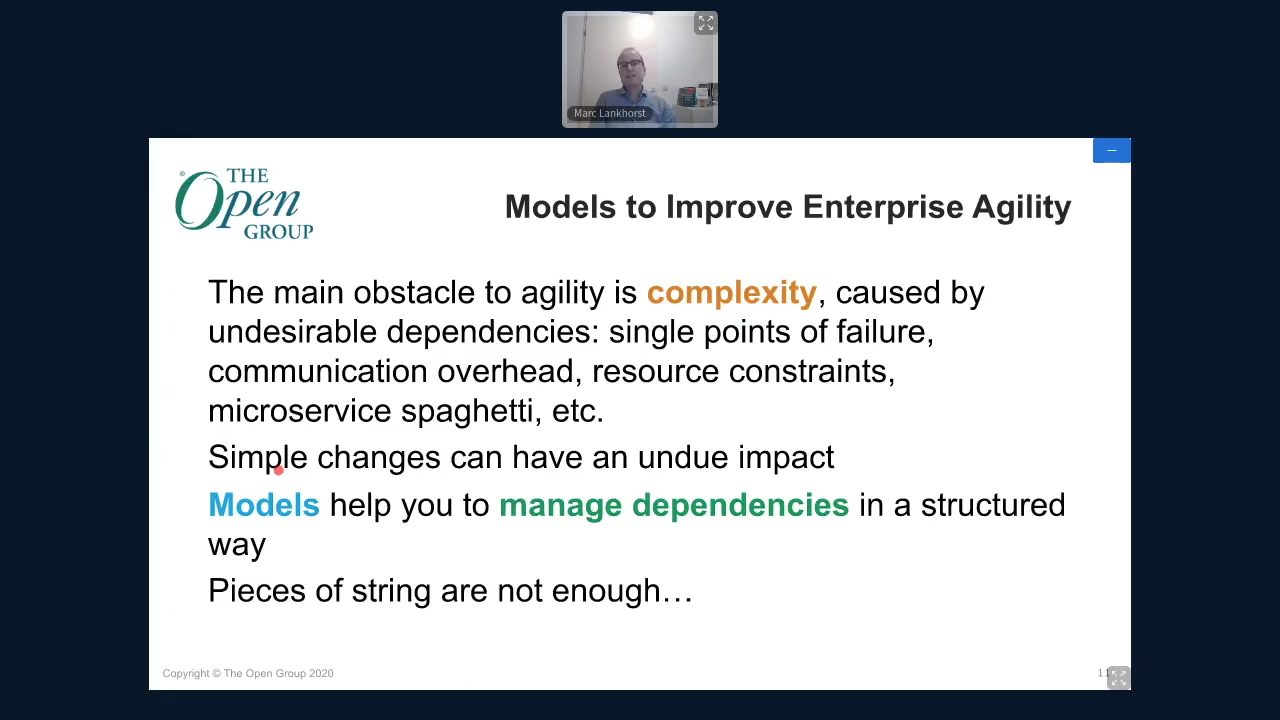 Marc Lankhorst
THE
Open
GROUP
®
Models to Improve Enterprise Agility
The main obstacle to agility is complexity, caused by
undesirable dependencies: single points of failure,
communication overhead, resource constraints,
microservice spaghetti, etc.
Simple changes can have an undue impact
Models help you to manage dependencies in a structured
way
Pieces of string are not enough…
Copyright © The Open Group 2020
11